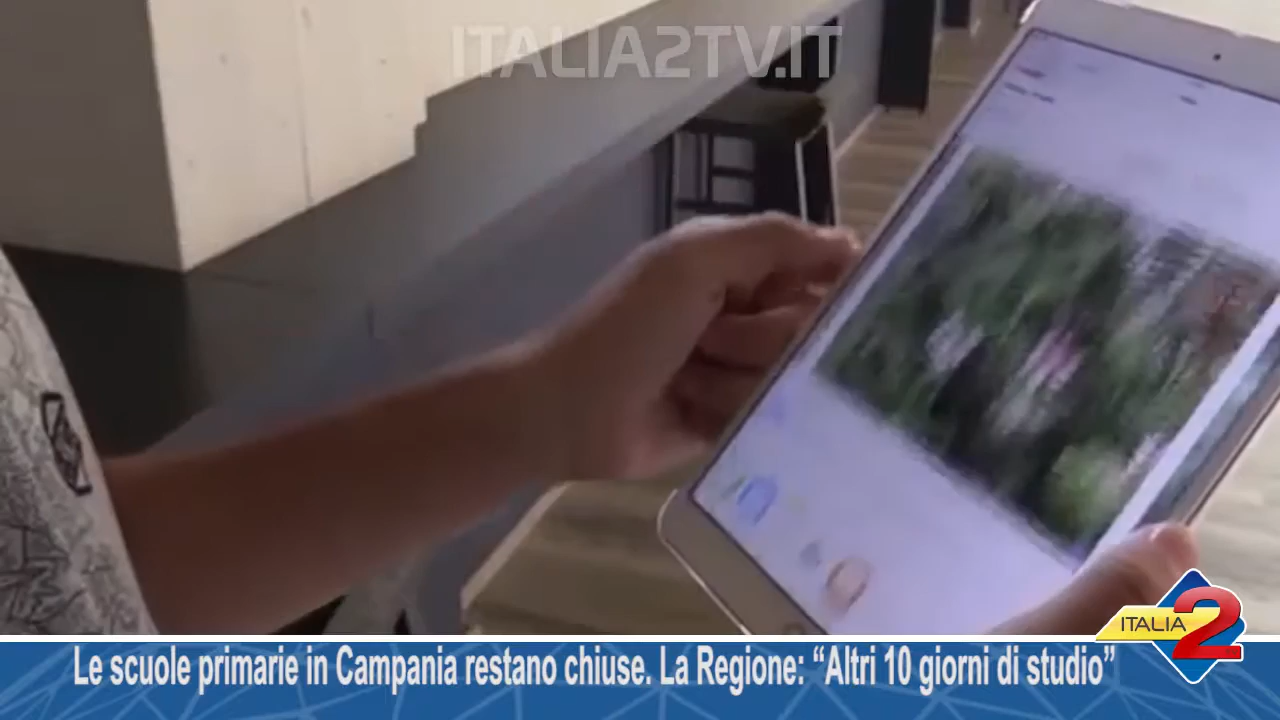 ITALIA2TV.IT
ITALIA 2
Le scuole primarie in Campania restano chiuse. La Regione: “Altri 10 giorni di studio”